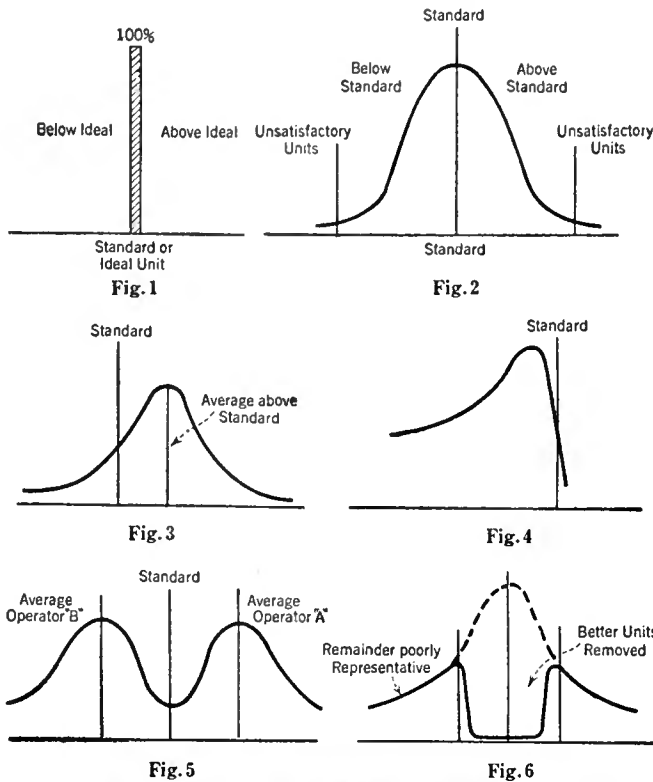 100%
Below Ideal
Above Ideal
Standard or
Ideal Unit
Fig. 1
Standard
Below
Standard
Above
Standard
Unsatisfactory
Units
Unsatisfactory
Units
Standard
Fig. 2
Standard
Average above
Standard
Fig. 3
Standard
Fig. 4
Average
Operator "B"
Standard
Average
Operator "A"
Fig. 5
Remainder poorly
Representative
Better Units
Removed
Fig. 6